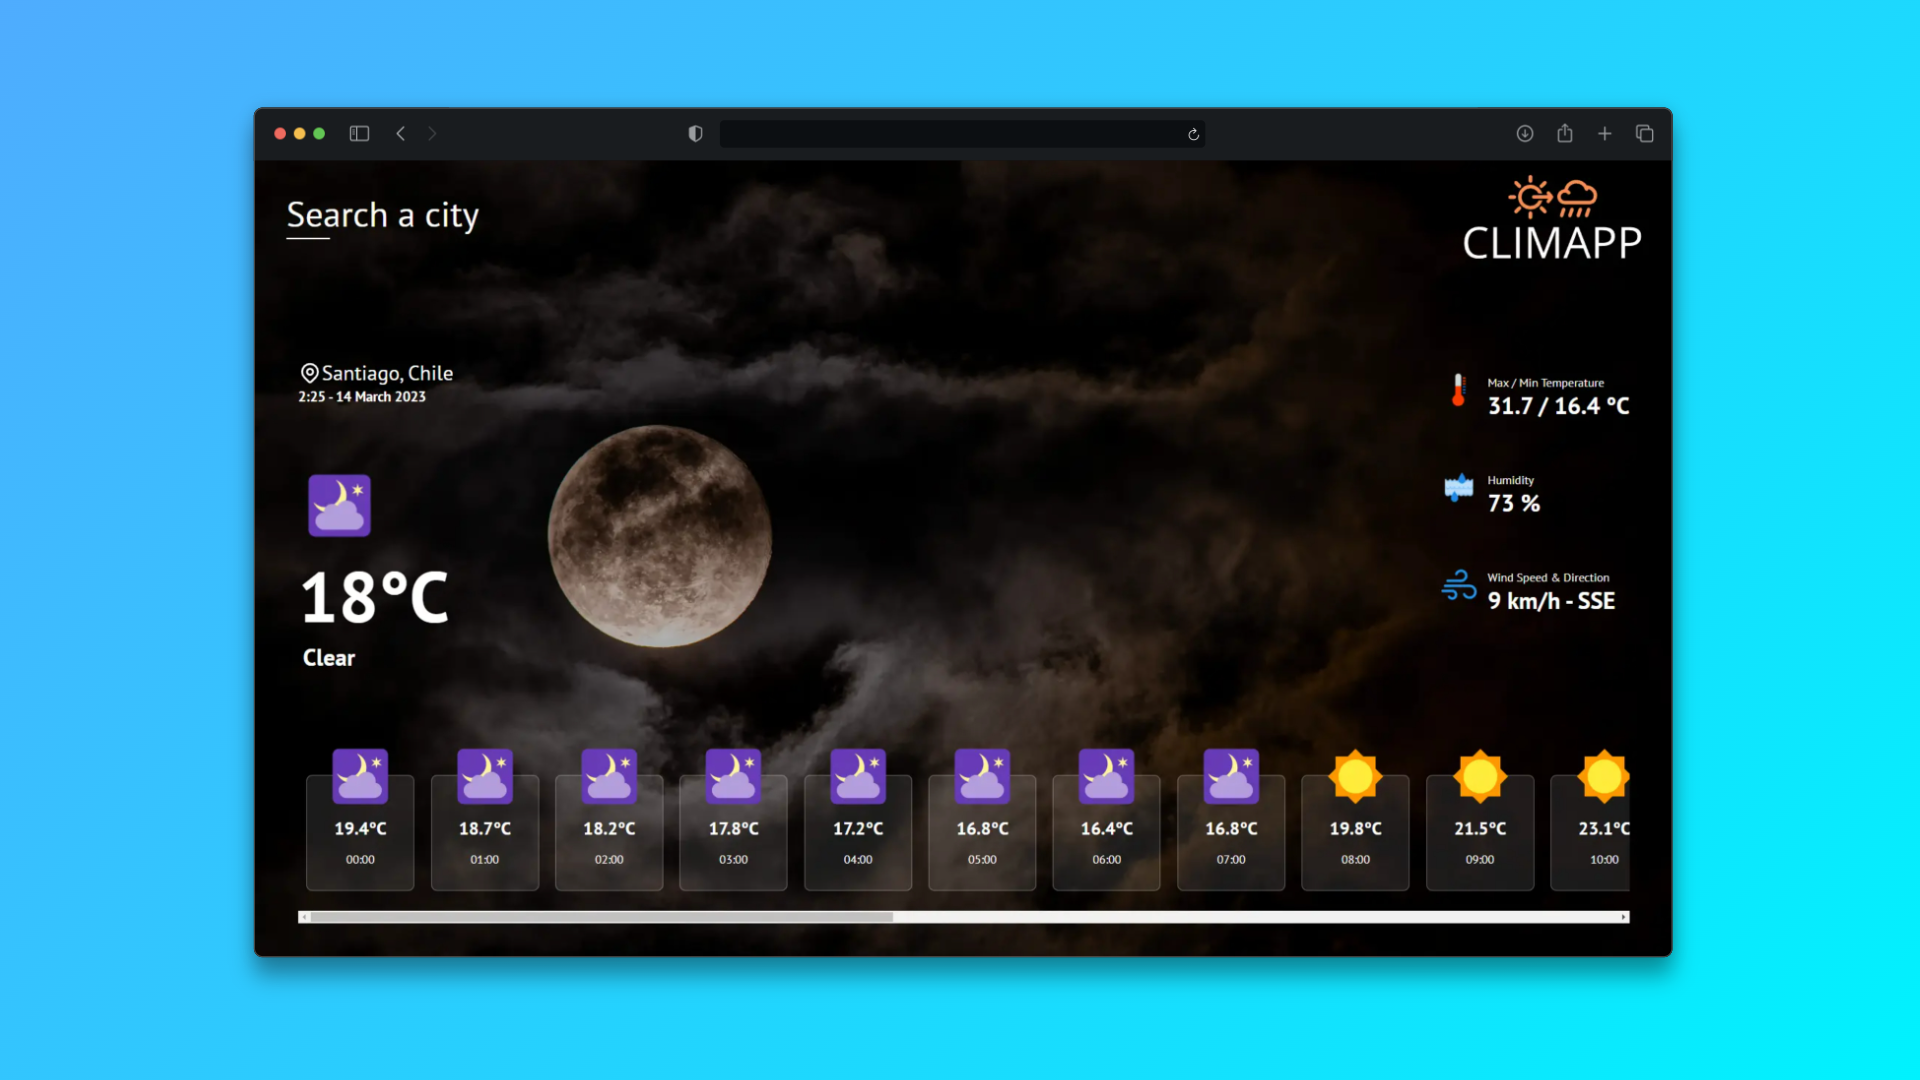 Search a city
CLIMAPP
Santiago, Chile
2:25 - 14 March 2023
18°C
Clear
Max / Min Temperature
31.7 / 16.4 °C
Humidity
73 %
Wind Speed & Direction
9 km/h - SSE
19.4°C 18.7°C 18.2°C 17.8°C 17.2°C 16.8°C 16.4°C 16.8°C 19.8°C 21.5°C 23.1°C
00:00 01:00 02:00 03:00 04:00 05:00 06:00 07:00 08:00 09:00 10:00